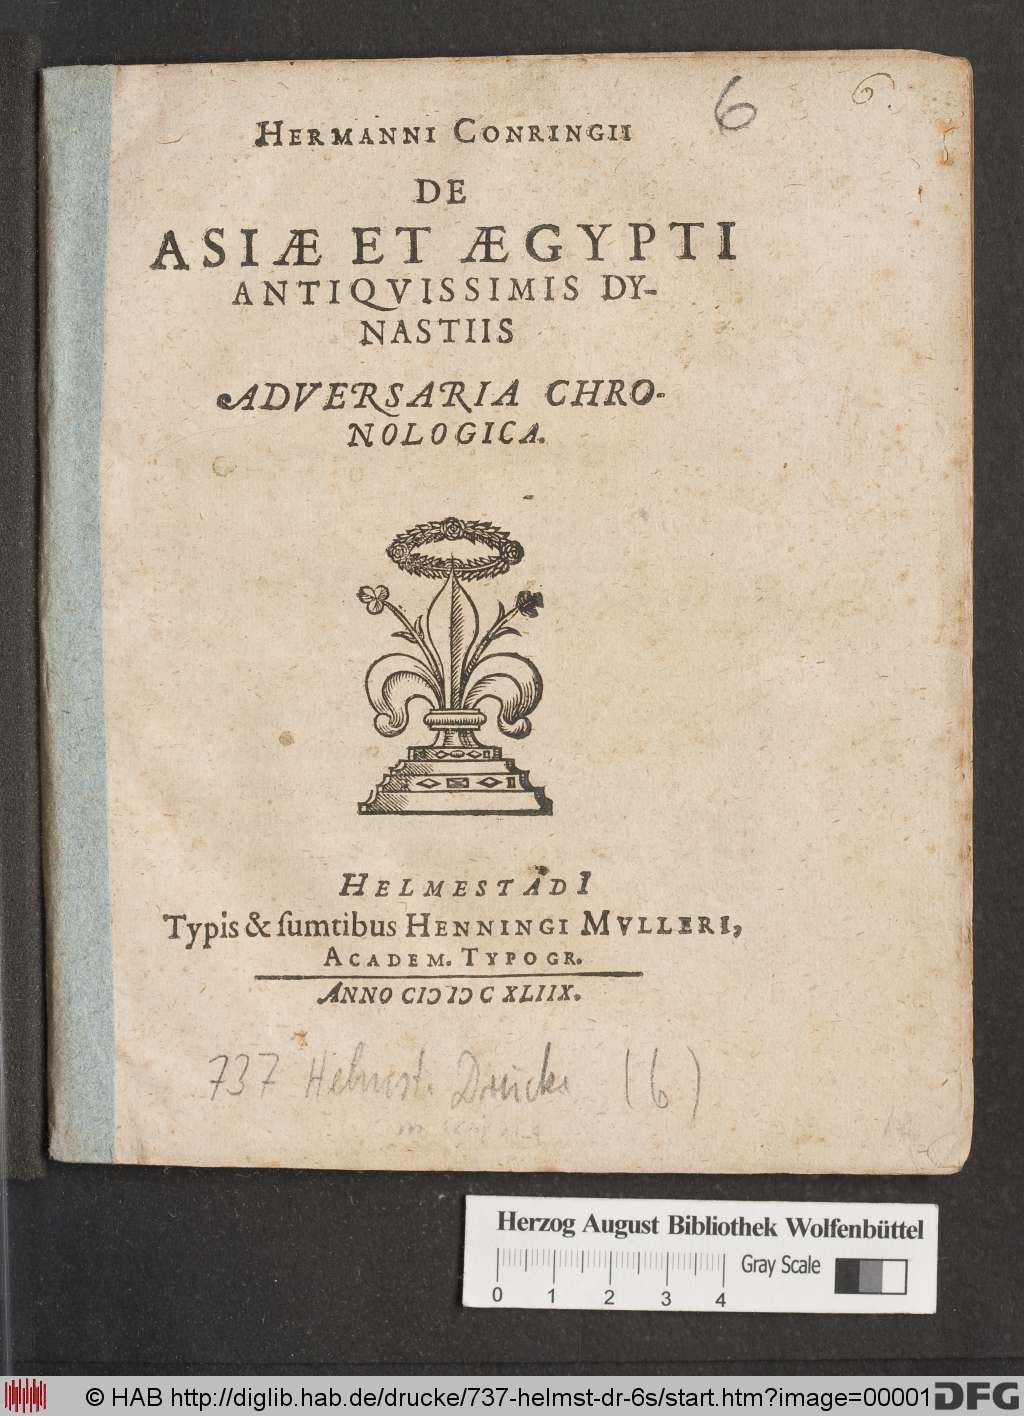 6
6.
HERMANNI CONRINGII
DE
ASIÆ ET ÆGYPTI
ANTIQVISSIMIS DY-
NASTIIS
ADVERSARIA CHRO-
NOLOGICA.
HELMESTADI
Typis & ſumtibus HENNINGI MVLLERI,
ACADEM. TYPOGR.
ANNO CIↃ IↃ C XLIIX.
737 Helmst. Drucke (6)
Herzog August Bibliothek Wolfenbüttel
Gray Scale
0 1 2 3 4
© HAB http://diglib.hab.de/drucke/737-helmst-dr-6s/start.htm?image=00001
DFG